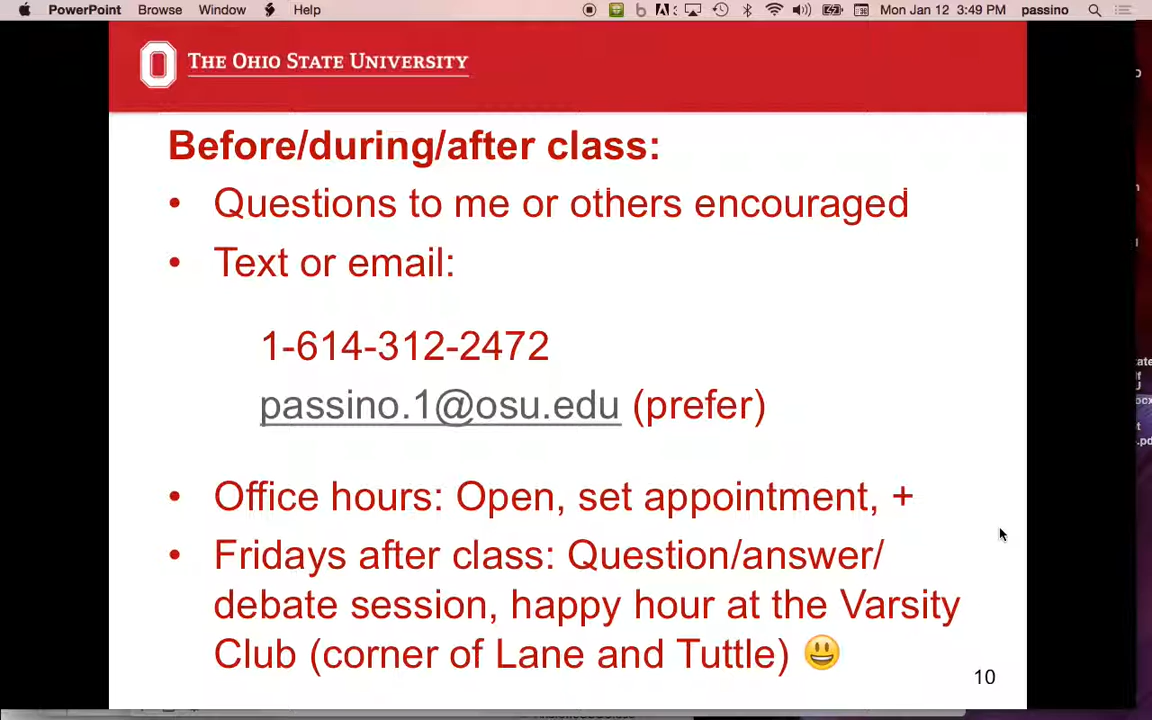 PowerPoint Browse Window Help Mon Jan 12 3:49 PM passino
THE OHIO STATE UNIVERSITY
Before/during/after class:
• Questions to me or others encouraged
• Text or email:
1-614-312-2472
passino.1@osu.edu (prefer)
• Office hours: Open, set appointment, +
• Fridays after class: Question/answer/
debate session, happy hour at the Varsity
Club (corner of Lane and Tuttle) 😃
10